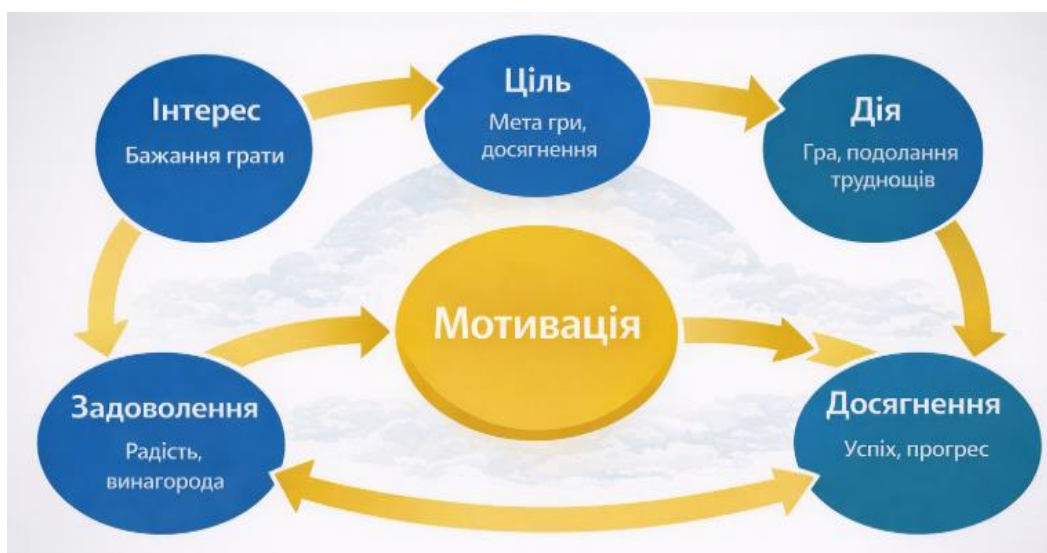 Інтерес
Бажання грати
Ціль
Мета гри,
досягнення
Дія
Гра, подолання
труднощів
Мотивація
Задоволення
Радість,
винагорода
Досягнення
Успіх, прогрес